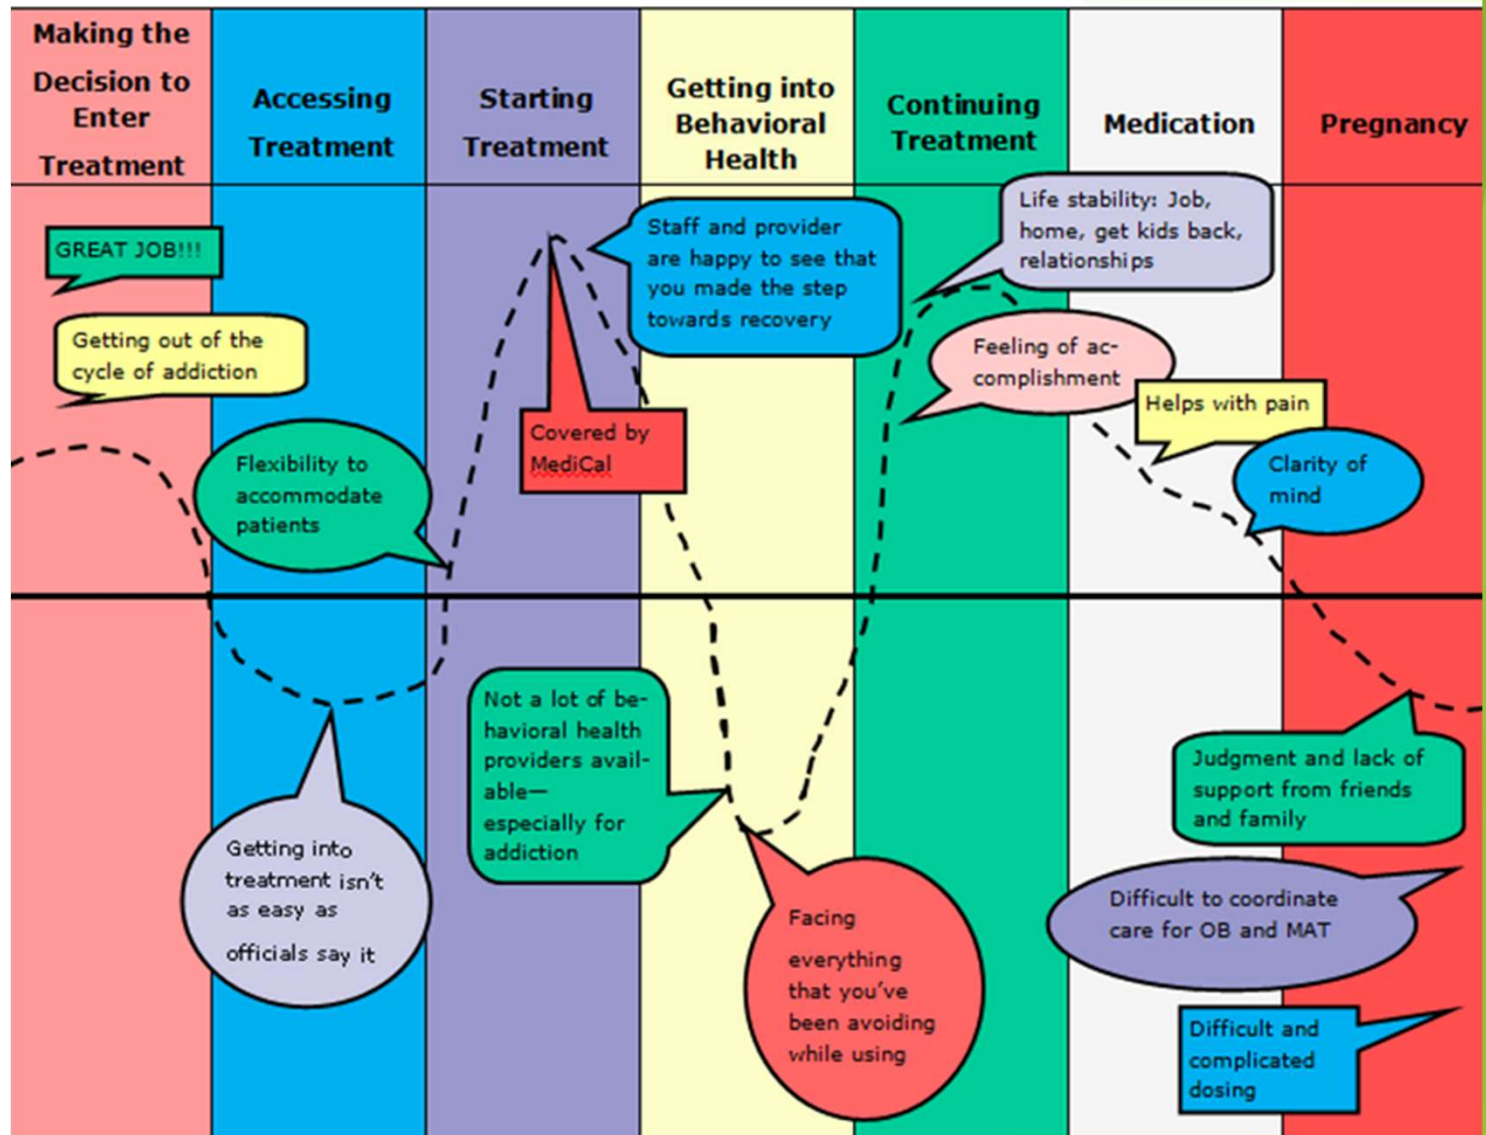 Making the
Decision to
Enter
Treatment
Accessing
Treatment
Starting
Treatment
Getting into
Behavioral
Health
Continuing
Treatment
Medication
Pregnancy
GREAT JOB!!!
Getting out of the
cycle of addiction
Flexibility to
accommodate
patients
Getting into
treatment isn't
as easy as
officials say it
Staff and provider
are happy to see that
you made the step
towards recovery
Covered by
MediCal
Not a lot of be-
havioral health
providers avail-
able—
especially for
addiction
Facing
everything
that you've
been avoiding
while using
Life stability: Job,
home, get kids back,
relationships
Feeling of ac-
complishment
Helps with pain
Clarity of
mind
Judgment and lack of
support from friends
and family
Difficult to coordinate
care for OB and MAT
Difficult and
complicated
dosing